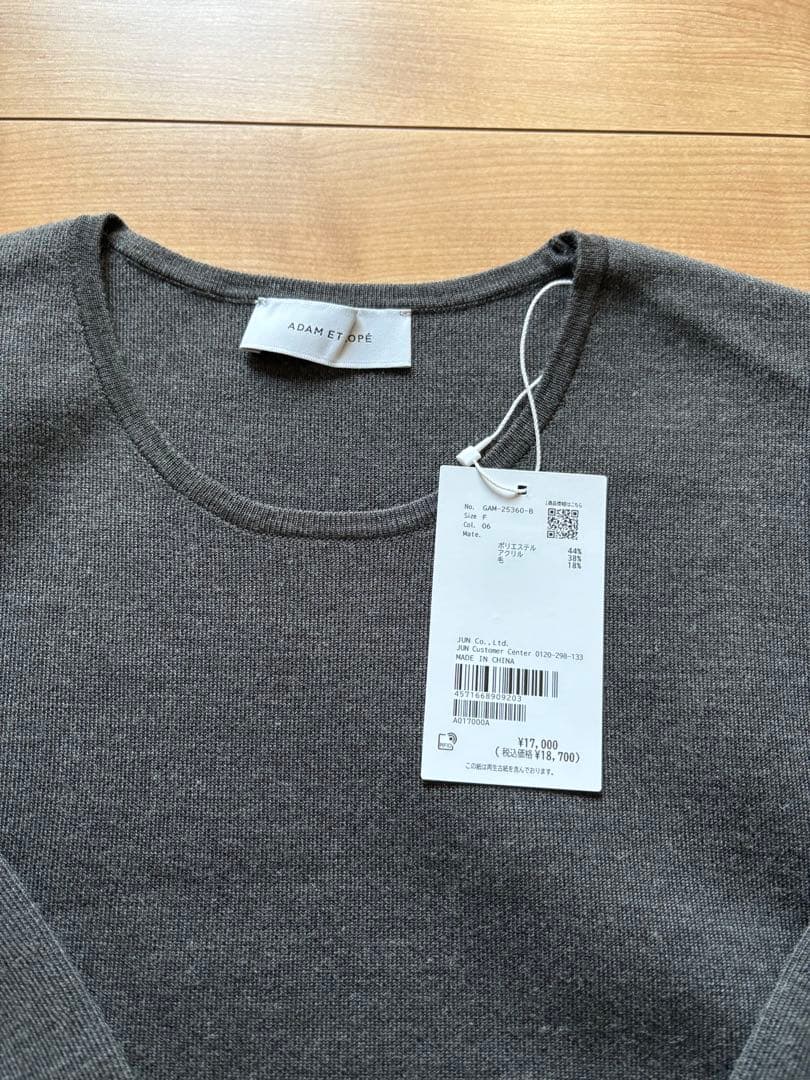 ADAM ET ROPÉ
No. GAM-25360-B
Size F
Col. 06
Mate.
ポリエステル 44%
アクリル 38%
毛 18%
JUN Co.,Ltd.
JUN Customer Center 0120-298-133
MADE IN CHINA
4571668909203
A017000A
RFID
¥17,000
(税込価格¥18,700)
この紙は再生古紙を含んでおります。